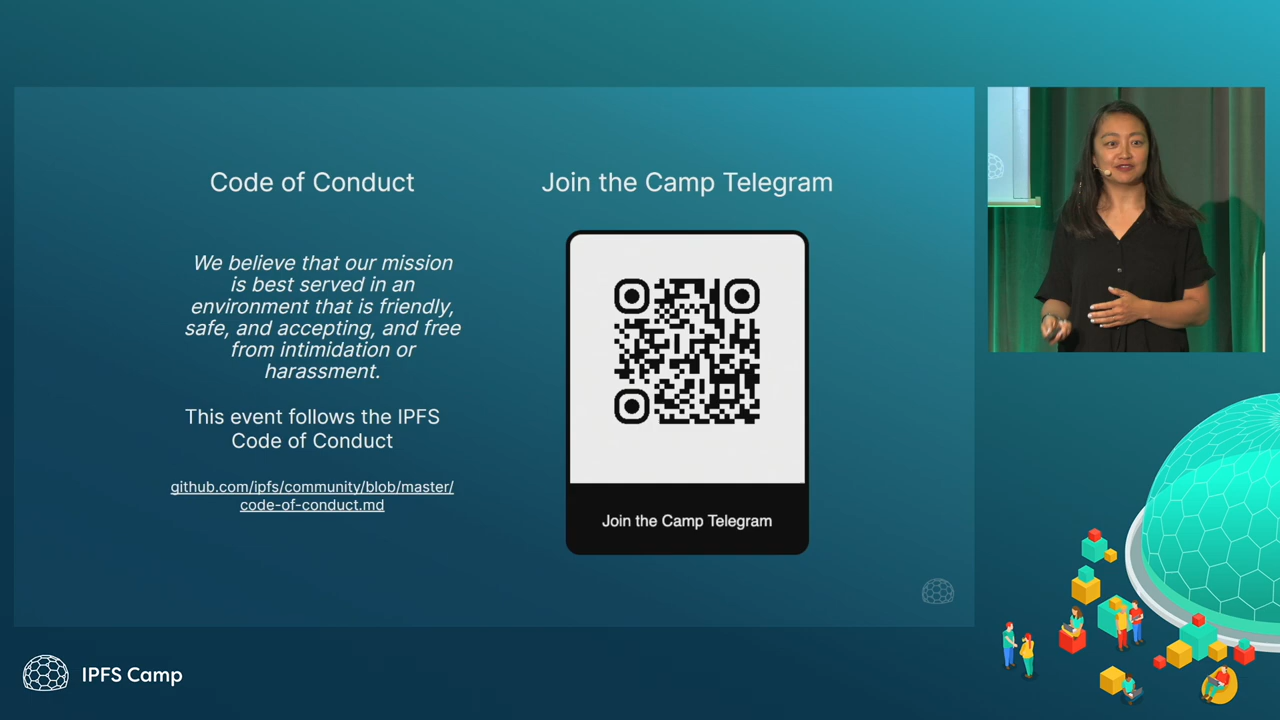 Code of Conduct
We believe that our mission
is best served in an
environment that is friendly,
safe, and accepting, and free
from intimidation or
harassment.
This event follows the IPFS
Code of Conduct
github.com/ipfs/community/blob/master/
code-of-conduct.md
Join the Camp Telegram
Join the Camp Telegram
IPFS Camp